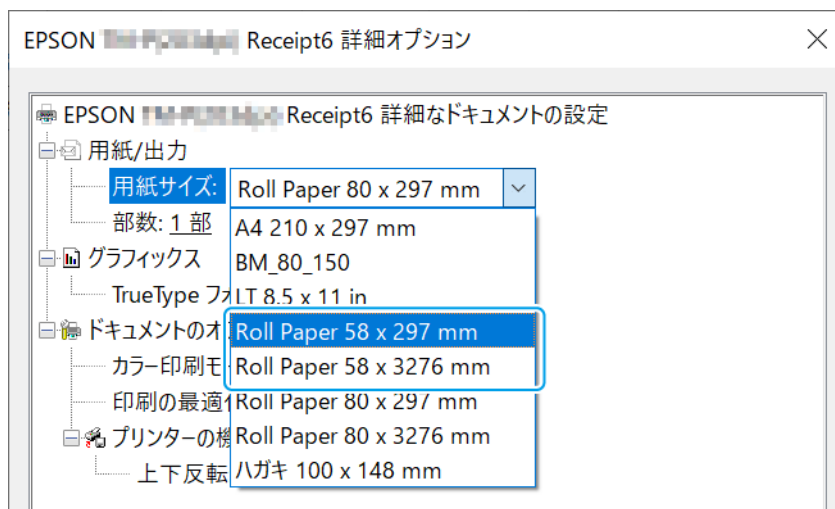 EPSON Receipt6 詳細オプション
EPSON Receipt6 詳細なドキュメントの設定
用紙/出力
用紙サイズ: Roll Paper 80 x 297 mm
部数: 1 部
A4 210 x 297 mm
グラフィックス
BM_80_150
TrueType フ
LT 8.5 x 11 in
ドキュメントのオ
Roll Paper 58 x 297 mm
カラー印刷モ
Roll Paper 58 x 3276 mm
印刷の最適
Roll Paper 80 x 297 mm
プリンターの機
Roll Paper 80 x 3276 mm
上下反転
ハガキ 100 x 148 mm